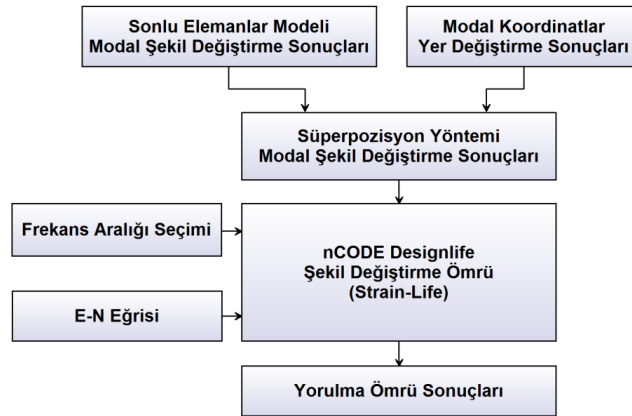 Sonlu Elemanlar Modeli
Modal Şekil Değiştirme Sonuçları
Modal Koordinatlar
Yer Değiştirme Sonuçları
Süperpozisyon Yöntemi
Modal Şekil Değiştirme Sonuçları
Frekans Aralığı Seçimi
nCODE Designlife
Şekil Değiştirme Ömrü
(Strain-Life)
E-N Eğrisi
Yorulma Ömrü Sonuçları